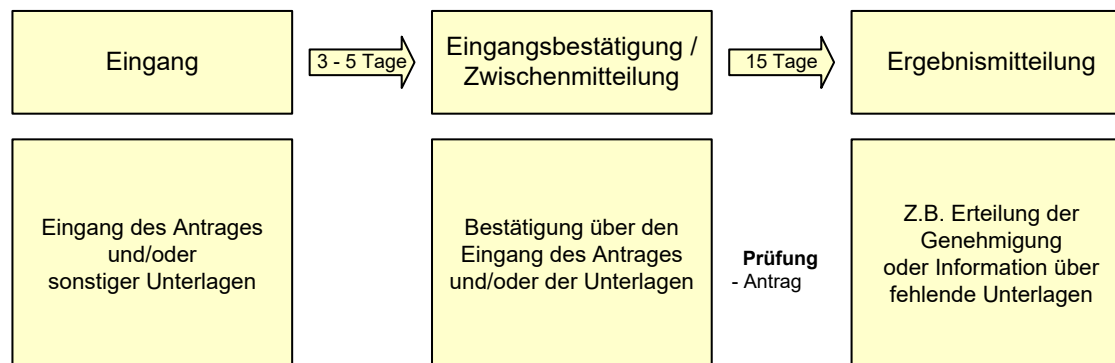 Eingang
3 - 5 Tage
Eingangsbestätigung /
Zwischenmitteilung
15 Tage
Ergebnismitteilung
Eingang des Antrages
und/oder
sonstiger Unterlagen
Bestätigung über den
Eingang des Antrages
und/oder der Unterlagen
Prüfung
- Antrag
Z.B. Erteilung der
Genehmigung
oder Information über
fehlende Unterlagen